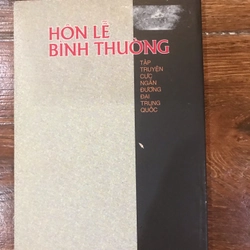 HÔN LỄ
BÌNH THƯỜNG
TẬP
TRUYỆN
CỰC
NGẮN
ĐƯƠNG
ĐẠI
TRUNG
QUỐC